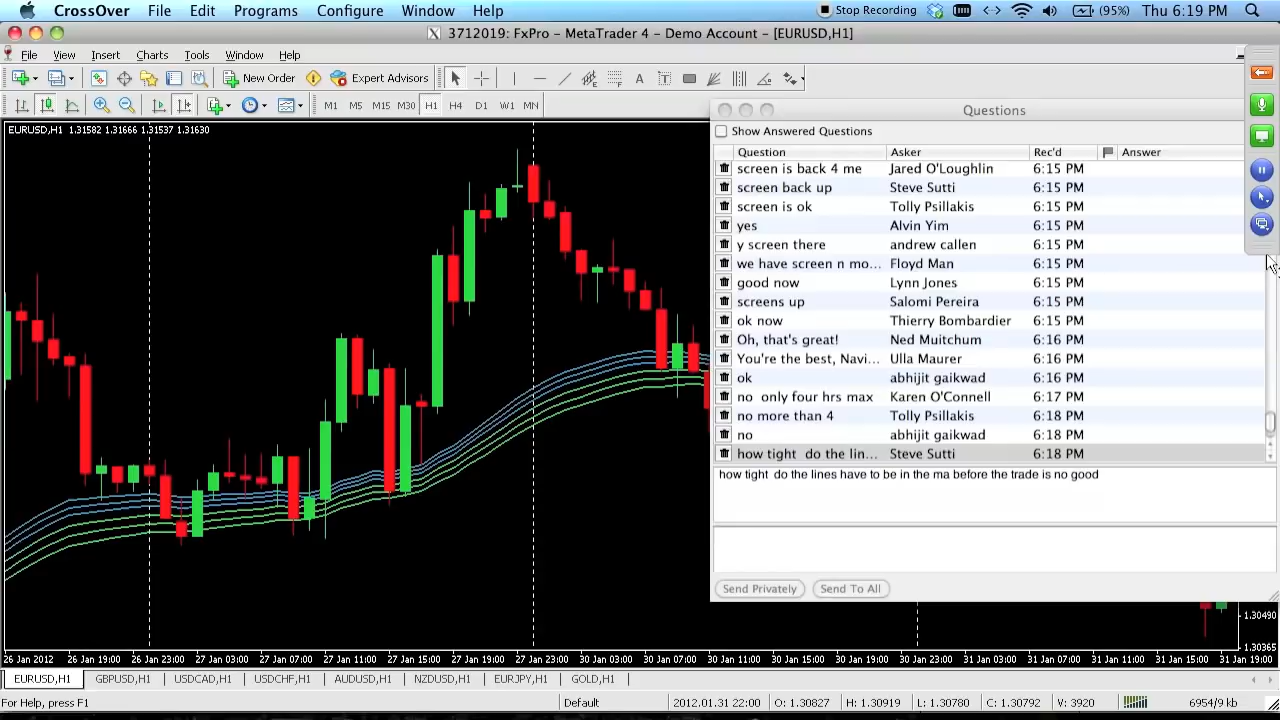 CrossOver File Edit Programs Configure Window Help Stop Recording (95%) Thu 6:19 PM
3712019: FxPro - MetaTrader 4 - Demo Account - [EURUSD,H1]
File View Insert Charts Tools Window Help
New Order Expert Advisors A T
M1 M5 M15 M30 H1 H4 D1 W1 MN
EURUSD,H1 1.31582 1.31666 1.31537 1.31630
Questions
Show Answered Questions
Question Asker Rec'd Answer
screen is back 4 me Jared O'Loughlin 6:15 PM
screen back up Steve Sutti 6:15 PM
screen is ok Tolly Psillakis 6:15 PM
yes Alvin Yim 6:15 PM
y screen there andrew callen 6:15 PM
we have screen n mo... Floyd Man 6:15 PM
good now Lynn Jones 6:15 PM
screens up Salomi Pereira 6:15 PM
ok now Thierry Bombardier 6:15 PM
Oh, that's great! Ned Muitchum 6:16 PM
You're the best, Navi... Ulla Maurer 6:16 PM
ok abhijit gaikwad 6:16 PM
no only four hrs max Karen O'Connell 6:17 PM
no more than 4 Tolly Psillakis 6:18 PM
no abhijit gaikwad 6:18 PM
how tight do the lin... Steve Sutti 6:18 PM
how tight do the lines have to be in the ma before the trade is no good
Send Privately Send To All
1.30490
1.30365
26 Jan 2012 26 Jan 19:00 26 Jan 23:00 27 Jan 03:00 27 Jan 07:00 27 Jan 11:00 27 Jan 15:00 27 Jan 19:00 27 Jan 23:00 30 Jan 03:00 30 Jan 07:00 30 Jan 11:00 30 Jan 15:00 30 Jan 19:00 30 Jan 23:00 31 Jan 03:00 31 Jan 07:00 31 Jan 11:00 31 Jan 15:00 31 Jan 19:00
EURUSD,H1 GBPUSD,H1 USDCAD,H1 USDCHF,H1 AUDUSD,H1 NZDUSD,H1 EURJPY,H1 GOLD,H1
For Help, press F1 Default 2012.01.31 22:00 O: 1.30827 H: 1.30919 L: 1.30780 C: 1.30792 V: 3920 6954/9 kb